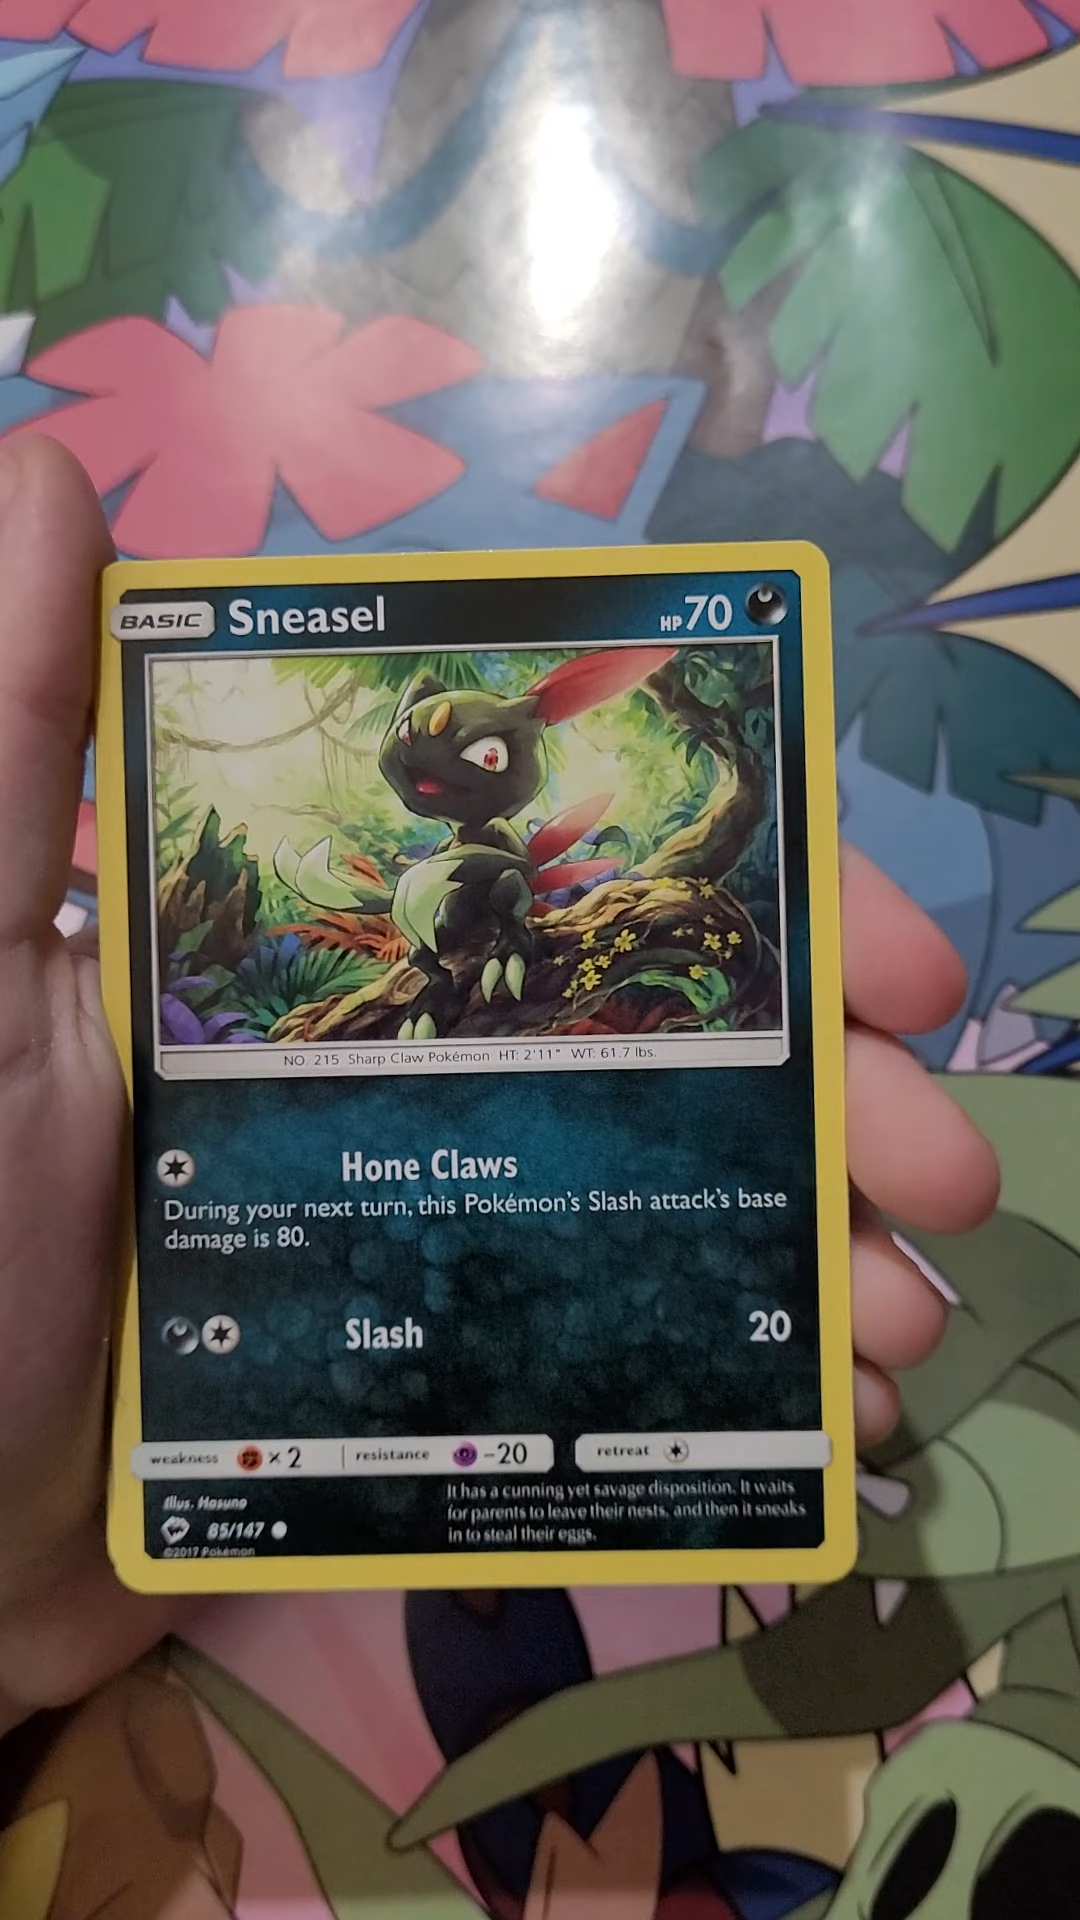 BASIC Sneasel HP 70
NO. 215 Sharp Claw Pokémon HT: 2'11" WT: 61.7 lbs.
Hone Claws
During your next turn, this Pokémon's Slash attack's base
damage is 80.
Slash 20
weakness ×2 resistance -20 retreat
Illus. Hasuno
It has a cunning yet savage disposition. It waits
for parents to leave their nests, and then it sneaks
in to steal their eggs.
85/147
©2017 Pokémon